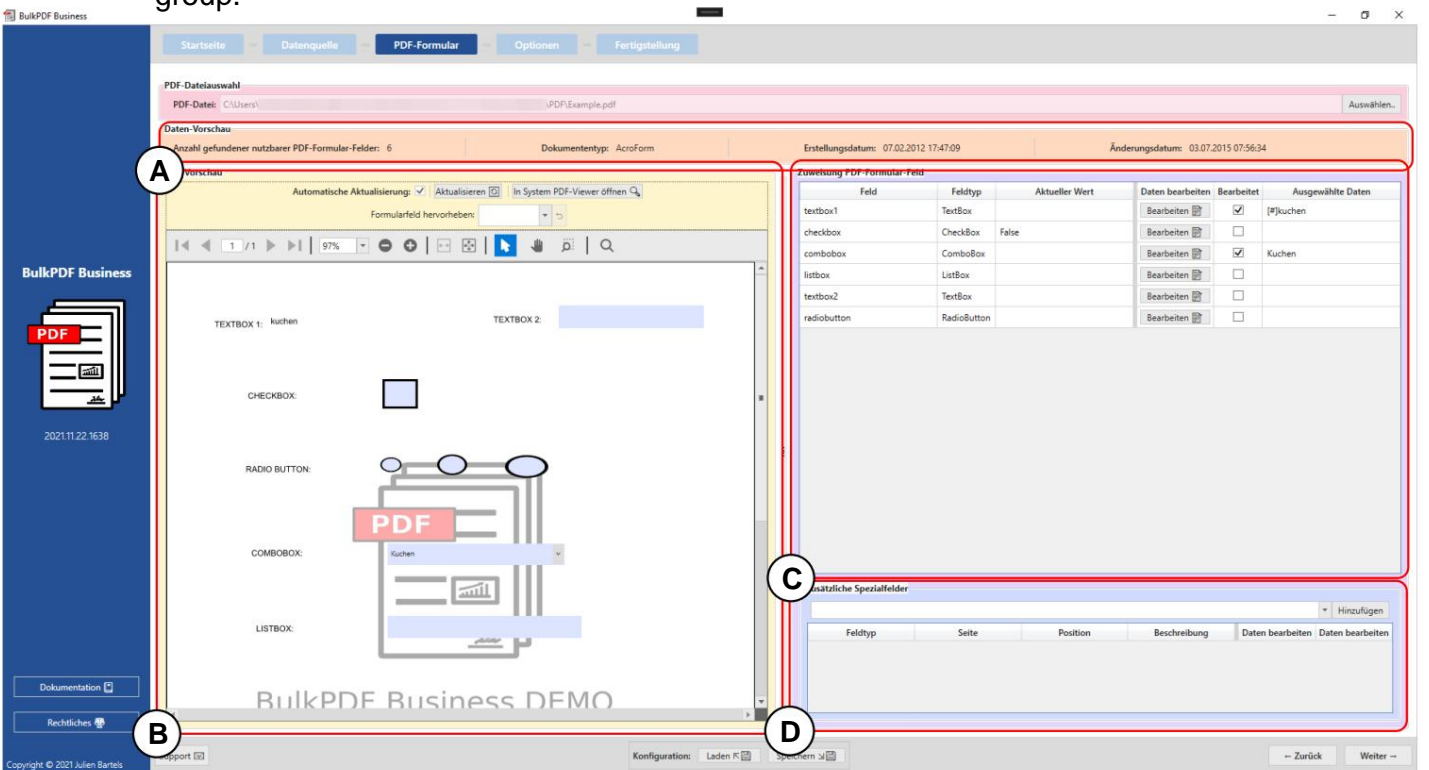 group.
BulkPDF Business
Startseite Datenquelle PDF-Formular Optionen Fertigstellung
PDF-Dateiauswahl
PDF-Datei: C:\Users\ \PDF\Example.pdf Auswählen..
Daten-Vorschau
Anzahl gefundener nutzbarer PDF-Formular-Felder: 6 Dokumententyp: AcroForm Erstellungsdatum: 07.02.2012 17:47:09 Änderungsdatum: 03.07.2015 07:56:34
A
Vorschau
Automatische Aktualisierung: Aktualisieren In System PDF-Viewer öffnen
Formularfeld hervorheben:
1 / 1 97%
TEXTBOX 1: kuchen TEXTBOX 2:
CHECKBOX:
RADIO BUTTON:
PDF
COMBOBOX: Kuchen
LISTBOX:
BulkPDF Business DEMO
Zuweisung PDF-Formular-Feld
Feld Feldtyp Aktueller Wert Daten bearbeiten Bearbeitet Ausgewählte Daten
textbox1 TextBox Bearbeiten [#]kuchen
checkbox CheckBox False Bearbeiten
combobox ComboBox Bearbeiten Kuchen
listbox ListBox Bearbeiten
textbox2 TextBox Bearbeiten
radiobutton RadioButton Bearbeiten
C
usätzliche Spezialfelder
Hinzufügen
Feldtyp Seite Position Beschreibung Daten bearbeiten Daten bearbeiten
BulkPDF Business
PDF
2021.11.22.1638
Dokumentation
Rechtliches
Copyright © 2021 Julien Bartels
B
D
upport Konfiguration: Laden Speichern ← Zurück Weiter →